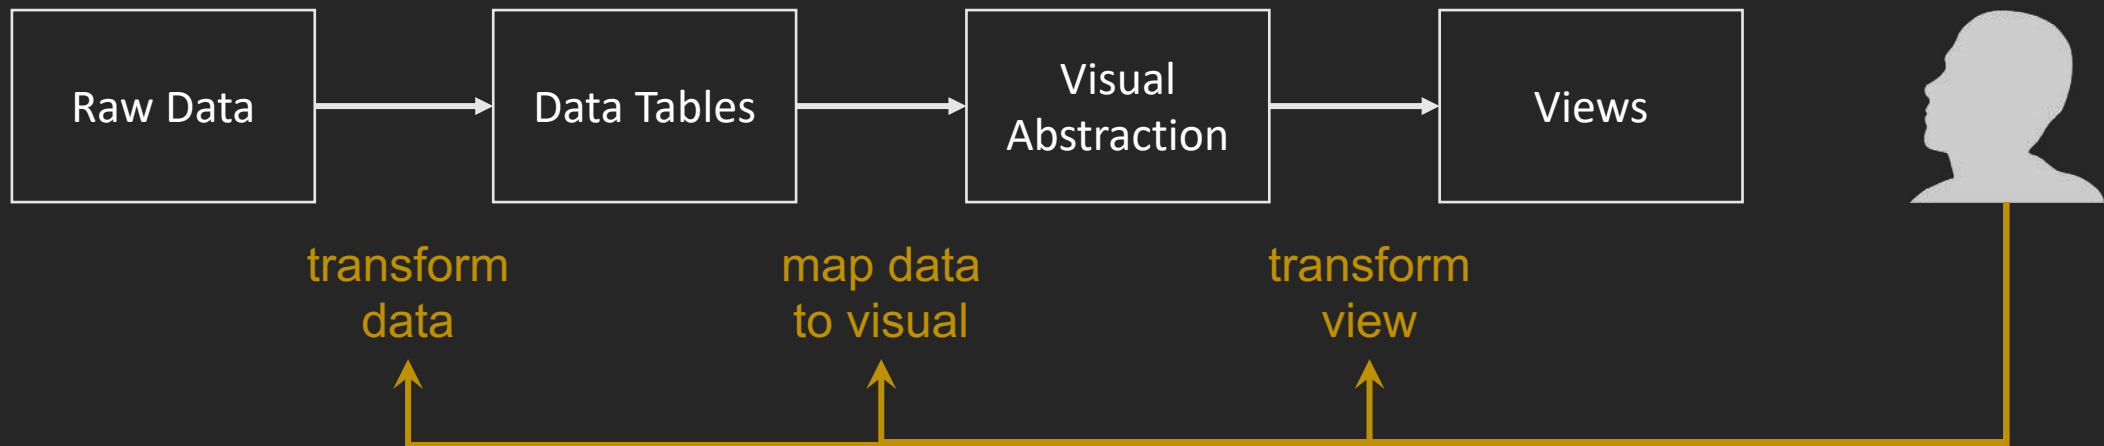 Raw Data
Data Tables
Visual
Abstraction
Views
transform
data
map data
to visual
transform
view